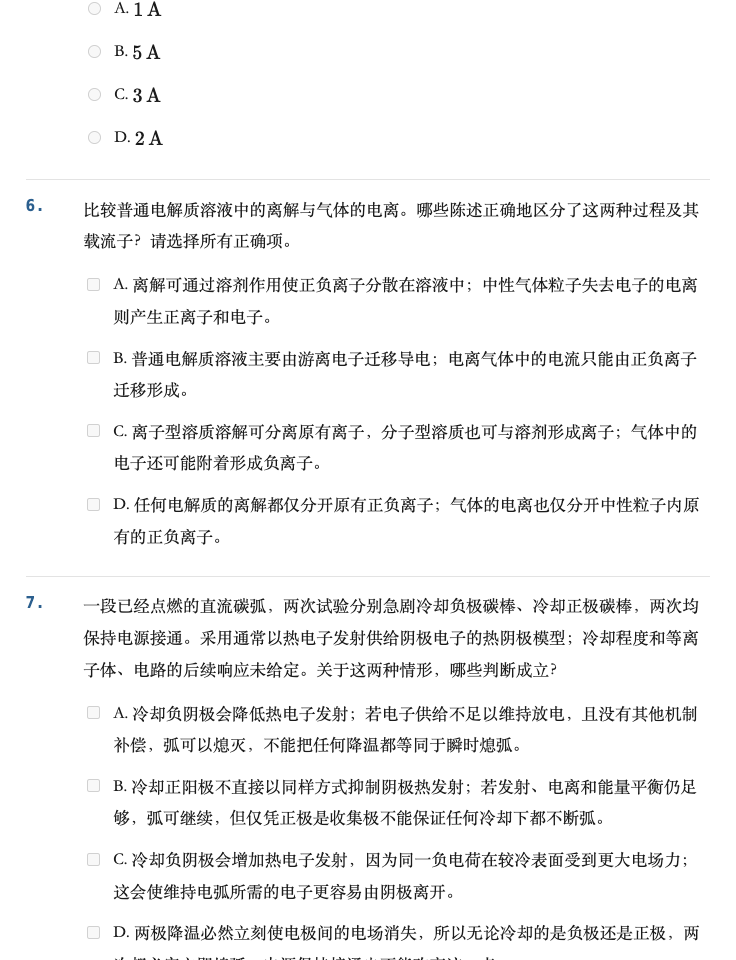 A. 1 A
B. 5 A
C. 3 A
D. 2 A
6.
比较普通电解质溶液中的离解与气体的电离。哪些陈述正确地区分了这两种过程及其
载流子？请选择所有正确项。
A. 离解可通过溶剂作用使正负离子分散在溶液中；中性气体粒子失去电子的电离
则产生正离子和电子。
B. 普通电解质溶液主要由游离电子迁移导电；电离气体中的电流只能由正负离子
迁移形成。
C. 离子型溶质溶解可分离原有离子，分子型溶质也可与溶剂形成离子；气体中的
电子还可能附着形成负离子。
D. 任何电解质的离解都仅分开原有正负离子；气体的电离也仅分开中性粒子内原
有的正负离子。
7.
一段已经点燃的直流碳弧，两次试验分别急剧冷却负极碳棒、冷却正极碳棒，两次均
保持电源接通。采用通常以热电子发射供给阴极电子的热阴极模型；冷却程度和等离
子体、电路的后续响应未给定。关于这两种情形，哪些判断成立？
A. 冷却负阴极会降低热电子发射；若电子供给不足以维持放电，且没有其他机制
补偿，弧可以熄灭，不能把任何降温都等同于瞬时熄弧。
B. 冷却正阳极不直接以同样方式抑制阴极热发射；若发射、电离和能量平衡仍足
够，弧可继续，但仅凭正极是收集极不能保证任何冷却下都不断弧。
C. 冷却负阴极会增加热电子发射，因为同一负电荷在较冷表面受到更大电场力；
这会使维持电弧所需的电子更容易由阴极离开。
D. 两极降温必然立刻使电极间的电场消失，所以无论冷却的是负极还是正极，两